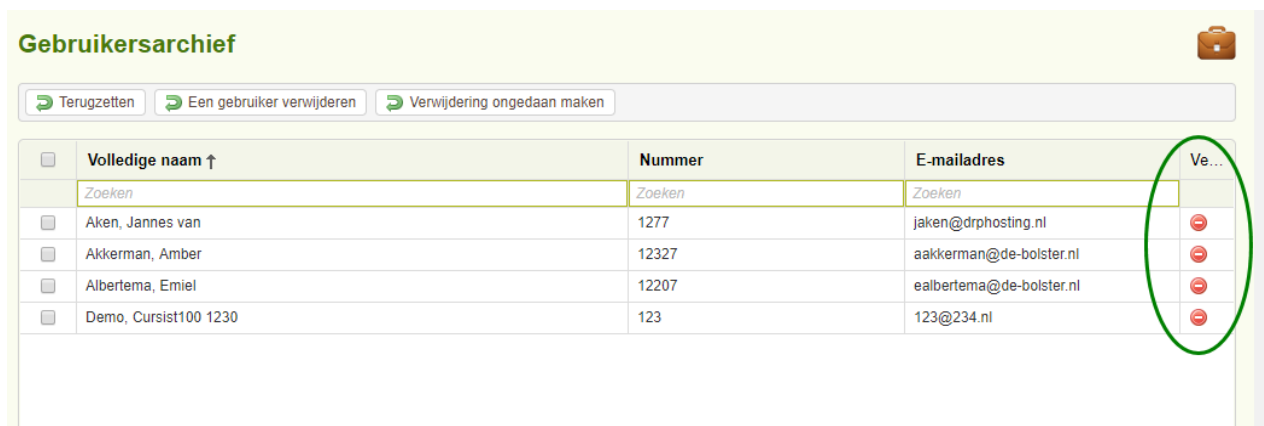 Gebruikersarchief
Terugzetten Een gebruiker verwijderen Verwijdering ongedaan maken
Volledige naam ↑ Nummer E-mailadres Ve...
Zoeken Zoeken Zoeken
Aken, Jannes van 1277 jaken@drphosting.nl
Akkerman, Amber 12327 aakkerman@de-bolster.nl
Albertema, Emiel 12207 ealbertema@de-bolster.nl
Demo, Cursist100 1230 123 123@234.nl